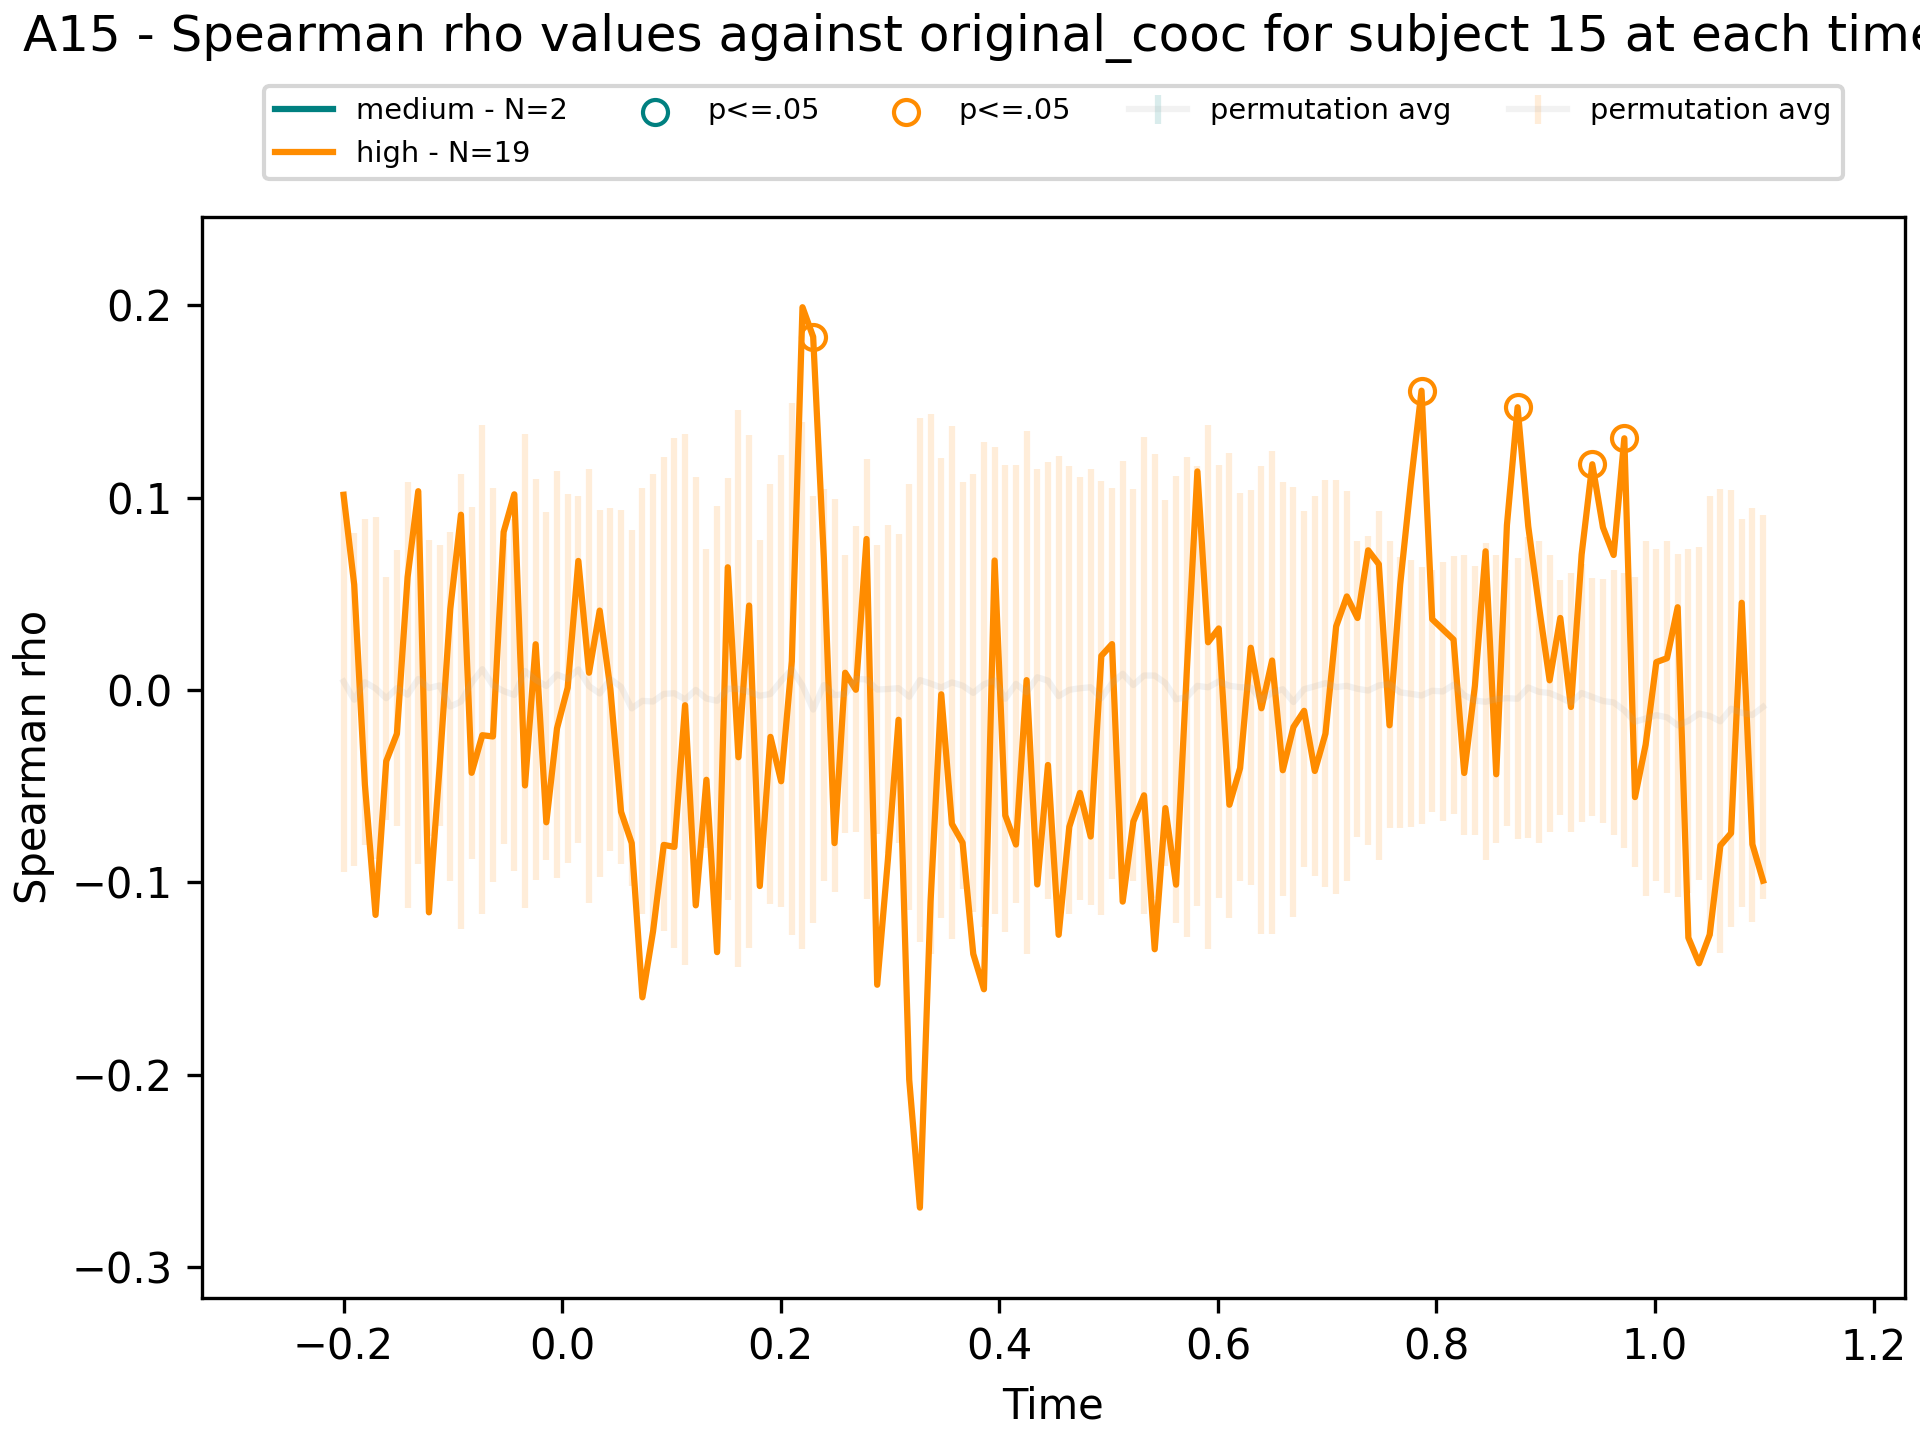 A15 - Spearman rho values against original_cooc for subject 15 at each time
medium - N=2 p<=.05 p<=.05 permutation avg permutation avg
high - N=19
0.2
0.1
0.0
−0.1
−0.2
−0.3
Spearman rho
−0.2 0.0 0.2 0.4 0.6 0.8 1.0 1.2
Time